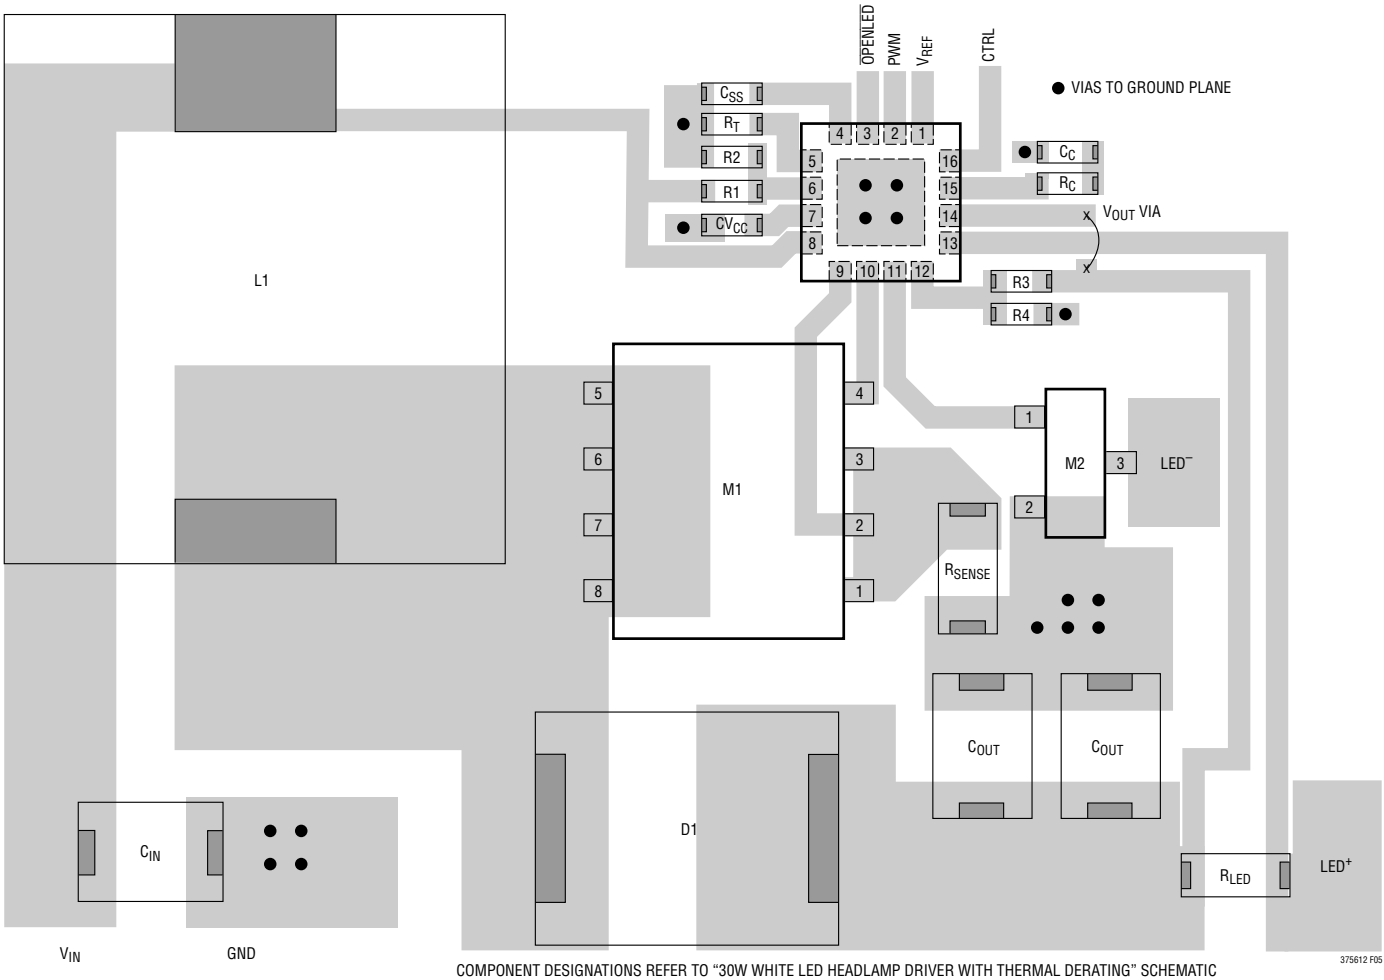 OPENLED
PWM
VREF
CTRL
VIAS TO GROUND PLANE
CSS
RT
R2
R1
CVCC
4 3 2 1
5
6
7
8
16
15
14
13
9 10 11 12
CC
RC
x VOUT VIA
x
R3
R4
L1
5
6
7
8
M1
4
3
2
1
1
M2
3
2
LED–
RSENSE
COUT
COUT
CIN
D1
RLED
LED+
VIN
GND
COMPONENT DESIGNATIONS REFER TO “30W WHITE LED HEADLAMP DRIVER WITH THERMAL DERATING” SCHEMATIC
375612 F05